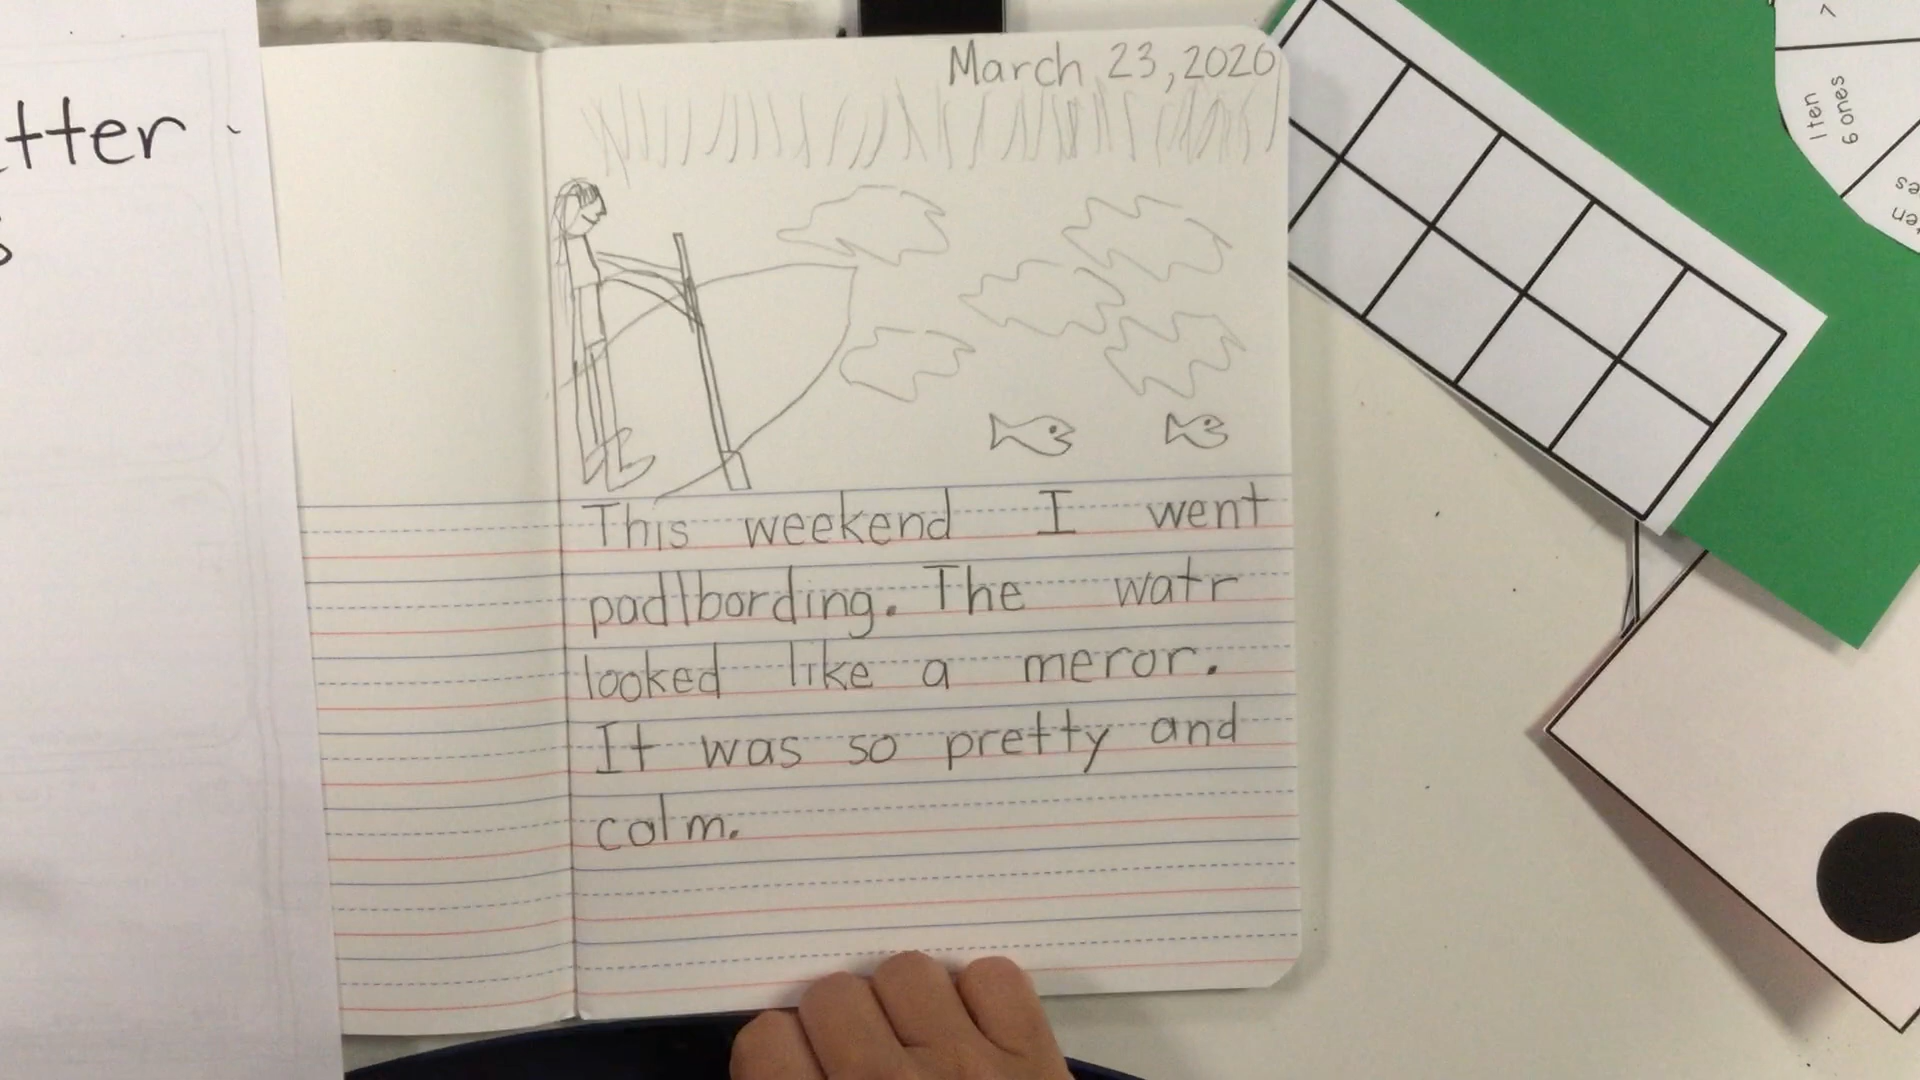 tter
March 23, 2020
This weekend I went
padlbording. The watr
looked like a meror.
It was so pretty and
calm.
1 ten
6 ones